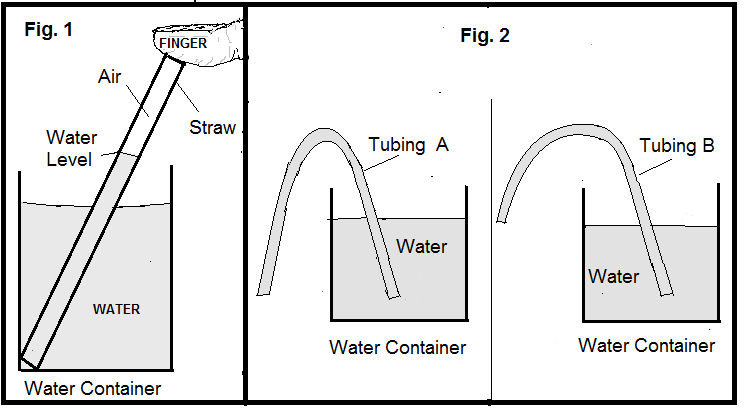 Fig. 1
FINGER
Air
Straw
Water
Level
WATER
Water Container
Fig. 2
Tubing A
Water
Water Container
Tubing B
Water
Water Container